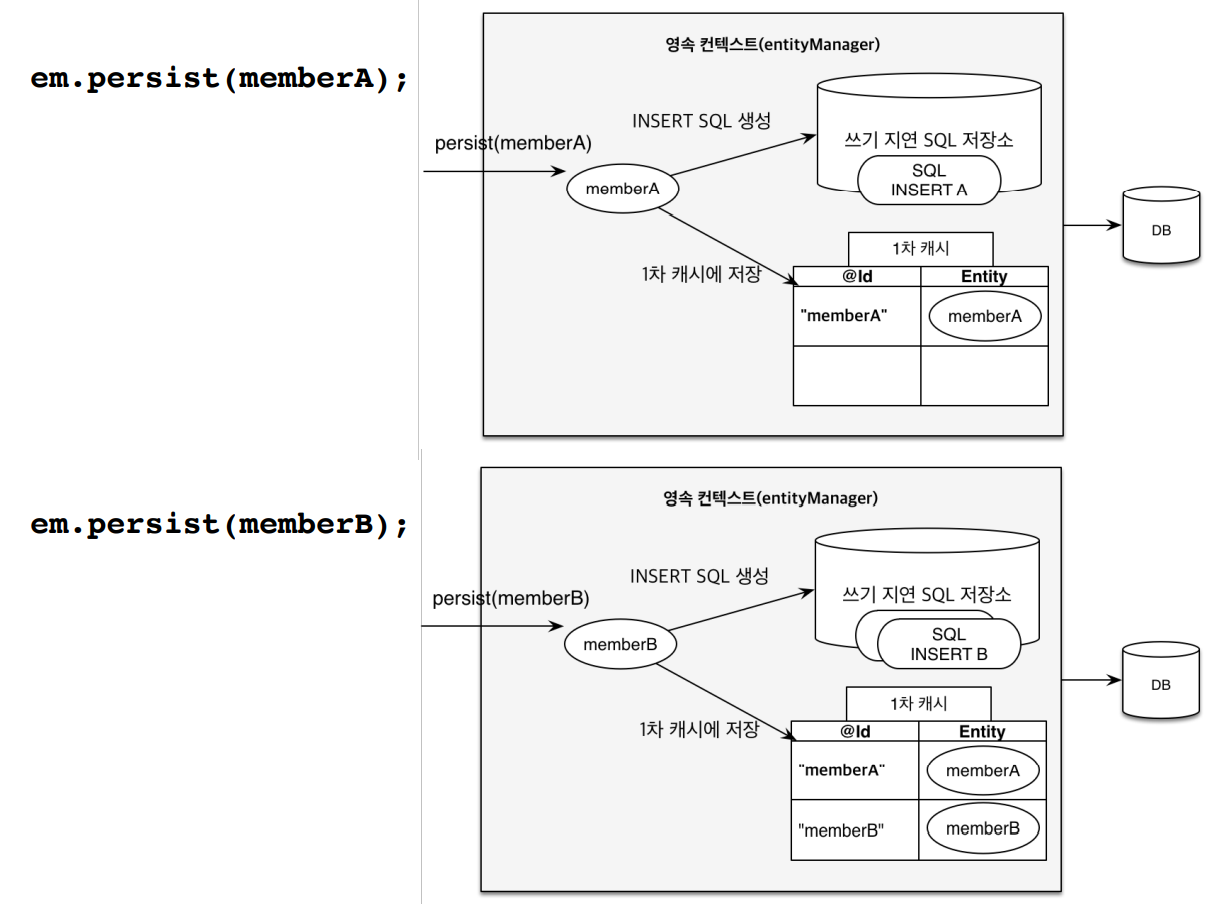 em.persist(memberA);
영속 컨텍스트(entityManager)
INSERT SQL 생성
persist(memberA)
memberA
쓰기 지연 SQL 저장소
SQL
INSERT A
DB
1차 캐시
1차 캐시에 저장
@Id
Entity
"memberA"
memberA
em.persist(memberB);
영속 컨텍스트(entityManager)
INSERT SQL 생성
persist(memberB)
memberB
쓰기 지연 SQL 저장소
SQL
INSERT B
DB
1차 캐시
1차 캐시에 저장
@Id
Entity
"memberA"
memberA
"memberB"
memberB